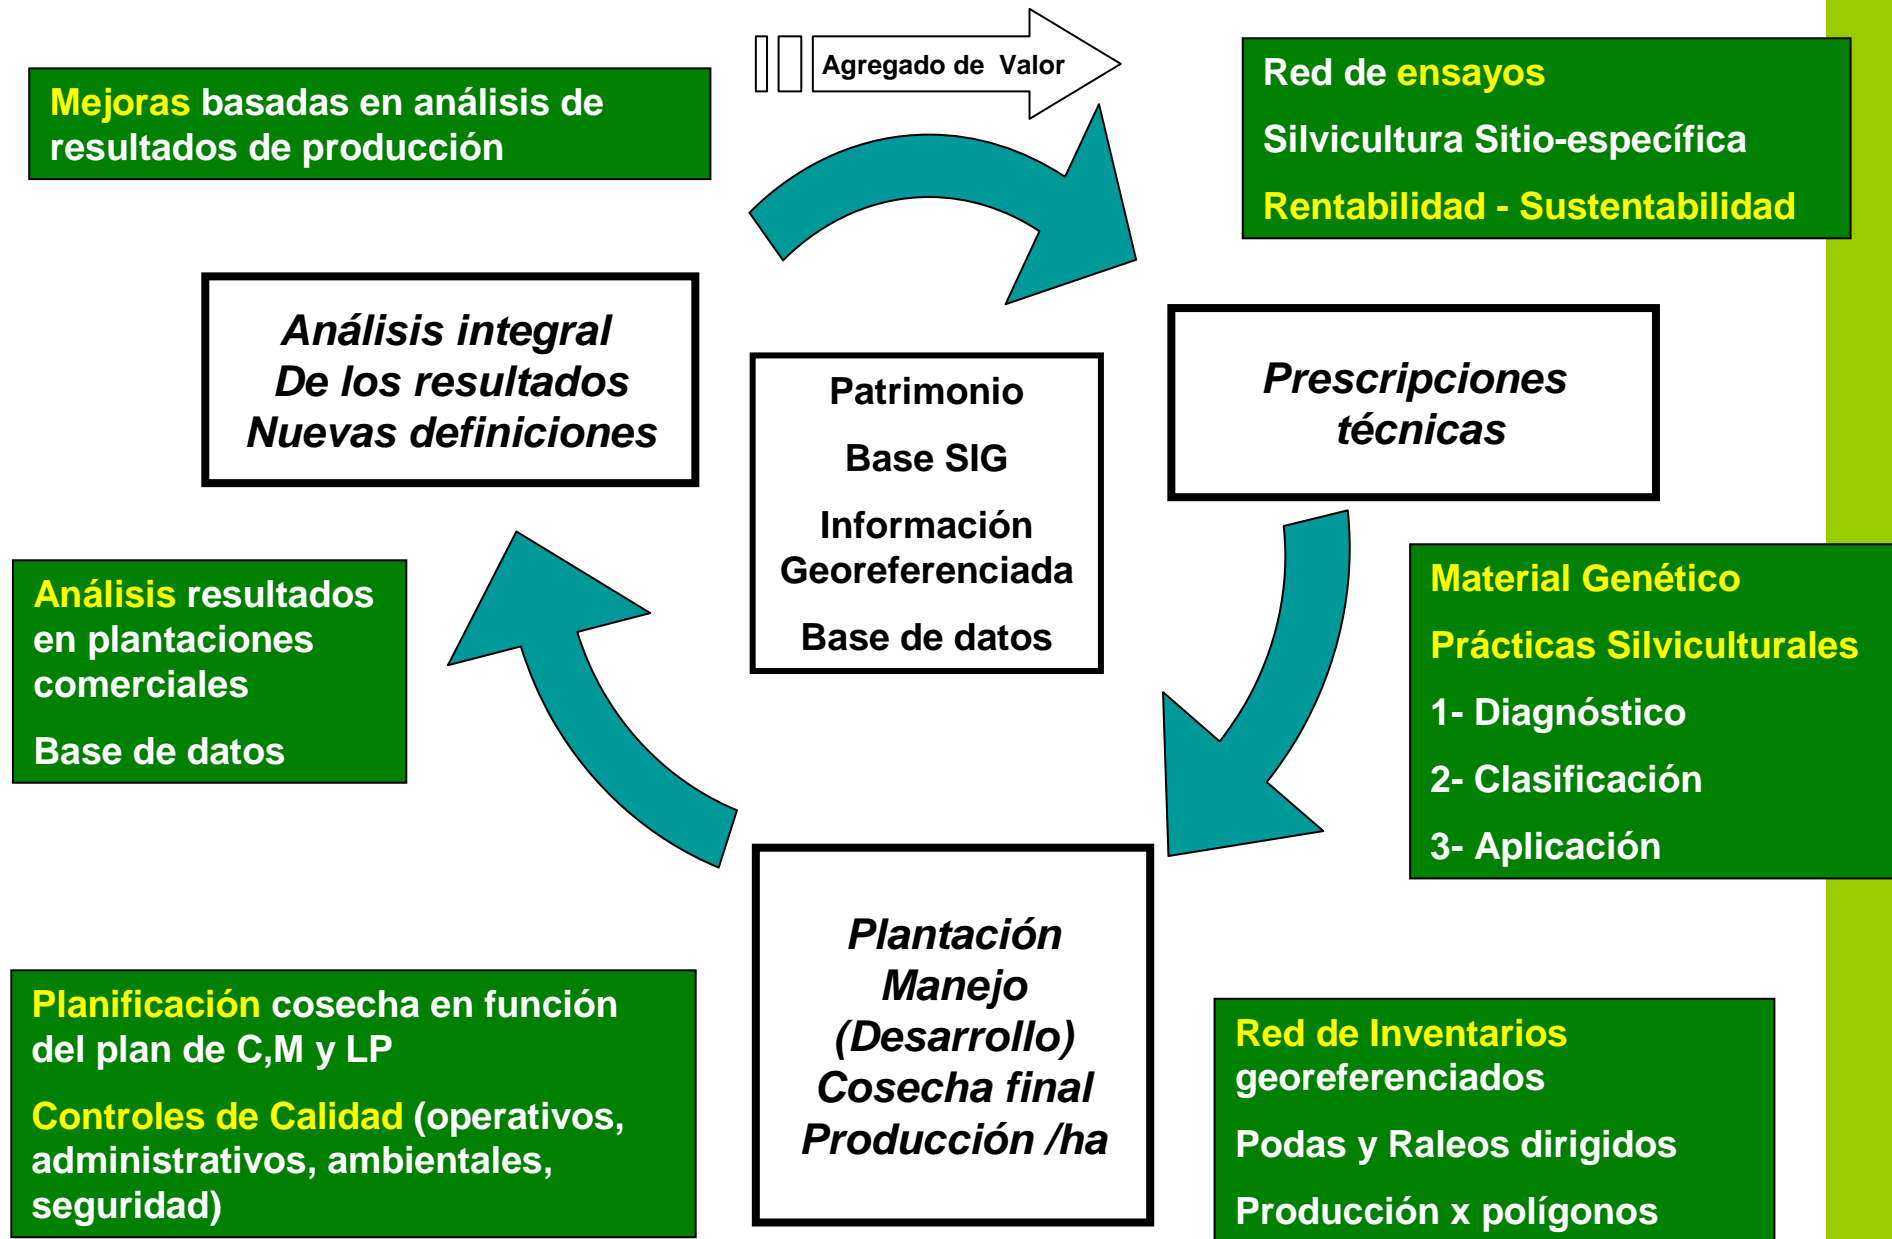 Agregado de Valor
Mejoras basadas en análisis de
resultados de producción
Red de ensayos
Silvicultura Sitio-específica
Rentabilidad - Sustentabilidad
Análisis integral
De los resultados
Nuevas definiciones
Patrimonio
Base SIG
Información
Georeferenciada
Base de datos
Prescripciones
técnicas
Análisis resultados
en plantaciones
comerciales
Base de datos
Material Genético
Prácticas Silviculturales
1- Diagnóstico
2- Clasificación
3- Aplicación
Plantación
Manejo
(Desarrollo)
Cosecha final
Producción /ha
Planificación cosecha en función
del plan de C,M y LP
Controles de Calidad (operativos,
administrativos, ambientales,
seguridad)
Red de Inventarios
georeferenciados
Podas y Raleos dirigidos
Producción x polígonos